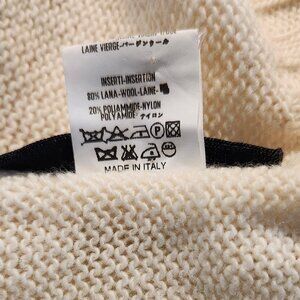 LAINE VIERGE-バージンウール
INSERTI-INSERTION
80% LANA-WOOL-LAINE-
20% POLIAMMIDE-NYLON
POLYAMIDE-ナイロン
MADE IN ITALY